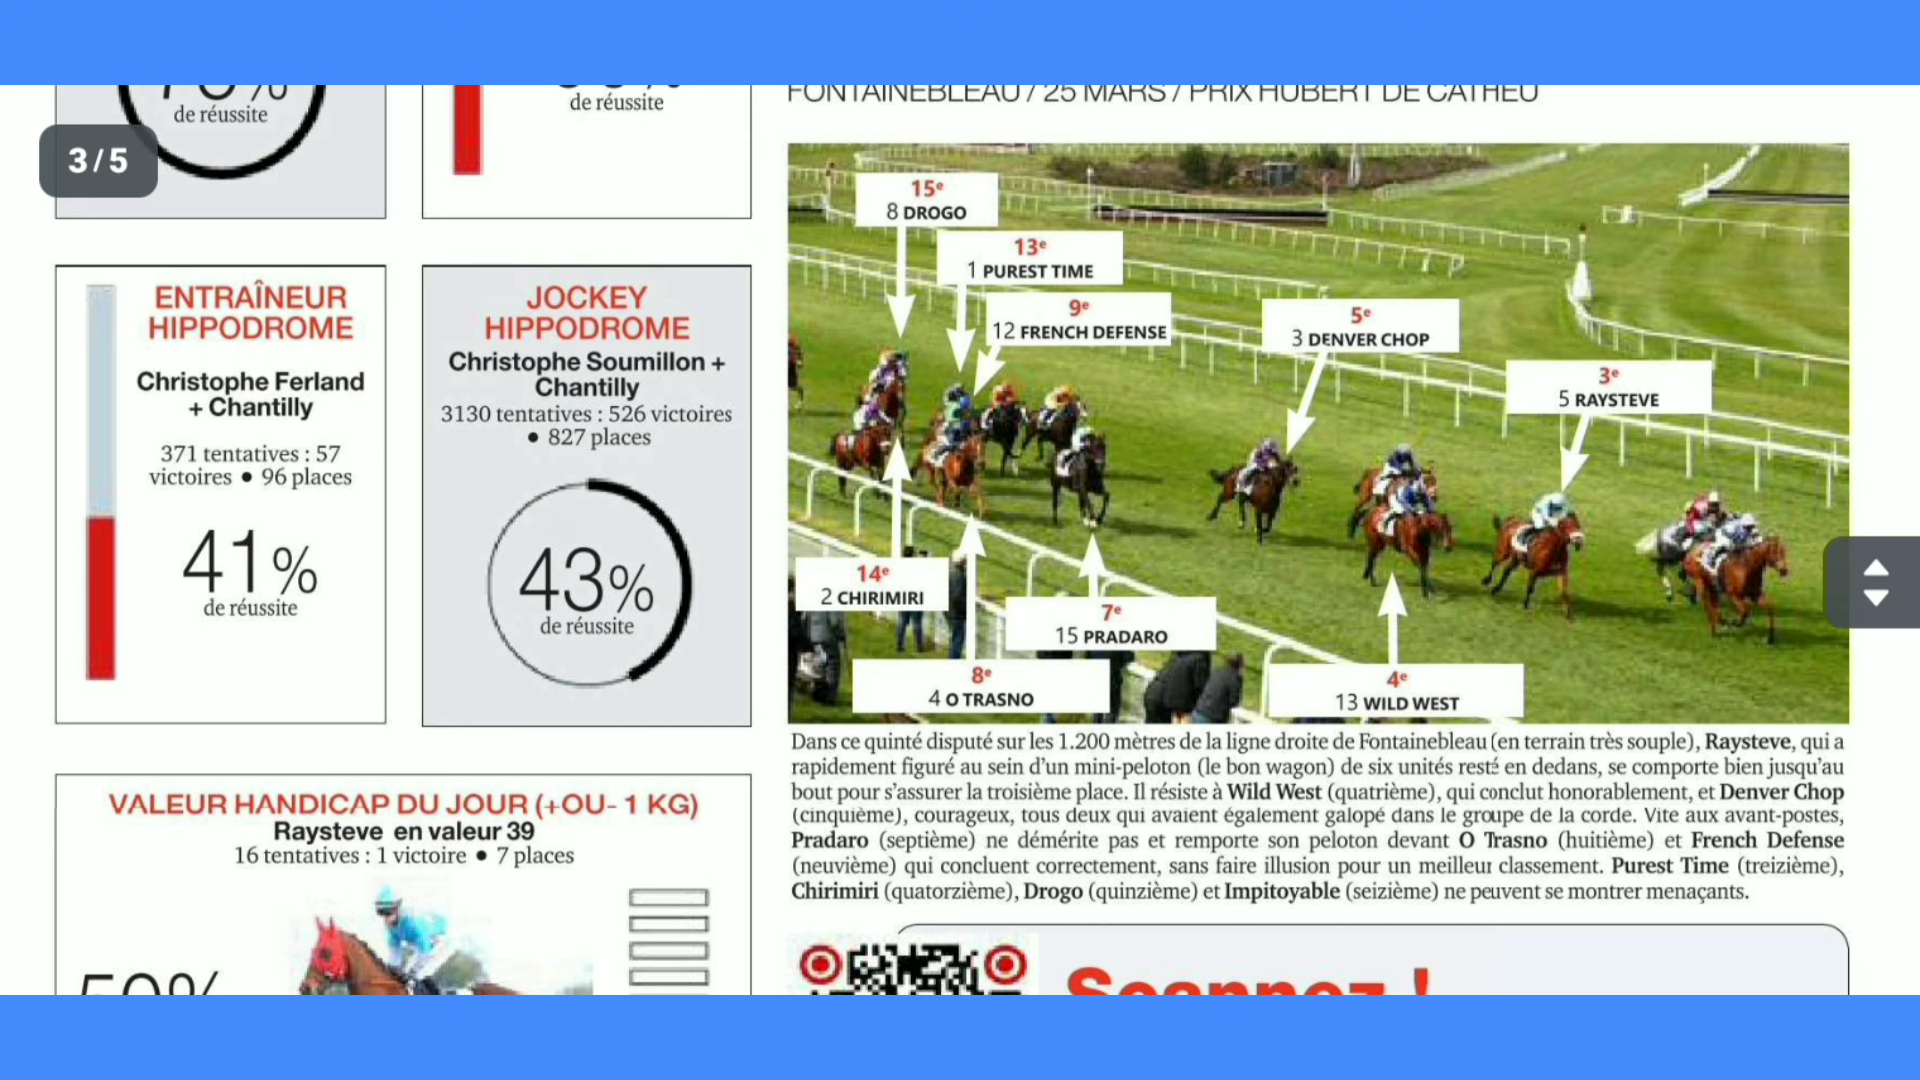 de réussite
de réussite
3/5
ENTRAÎNEUR
HIPPODROME
Christophe Ferland
+ Chantilly
371 tentatives : 57
victoires ● 96 places
41%
de réussite
JOCKEY
HIPPODROME
Christophe Soumillon +
Chantilly
3130 tentatives : 526 victoires
● 827 places
43%
de réussite
VALEUR HANDICAP DU JOUR (+OU- 1 KG)
Raysteve en valeur 39
16 tentatives : 1 victoire ● 7 places
FONTAINEBLEAU / 25 MARS / PRIX HUBERT DE CATHEU
15e
8 DROGO
13e
1 PUREST TIME
9e
12 FRENCH DEFENSE
5e
3 DENVER CHOP
3e
5 RAYSTEVE
14e
2 CHIRIMIRI
7e
15 PRADARO
8e
4 O TRASNO
4e
13 WILD WEST
Dans ce quinté disputé sur les 1.200 mètres de la ligne droite de Fontainebleau (en terrain très souple), Raysteve, qui a
rapidement figuré au sein d'un mini-peloton (le bon wagon) de six unités resté en dedans, se comporte bien jusqu'au
bout pour s'assurer la troisième place. Il résiste à Wild West (quatrième), qui conclut honorablement, et Denver Chop
(cinquième), courageux, tous deux qui avaient également galopé dans le groupe de la corde. Vite aux avant-postes,
Pradaro (septième) ne démérite pas et remporte son peloton devant O Trasno (huitième) et French Defense
(neuvième) qui concluent correctement, sans faire illusion pour un meilleur classement. Purest Time (treizième),
Chirimiri (quatorzième), Drogo (quinzième) et Impitoyable (seizième) ne peuvent se montrer menaçants.
Scannez !